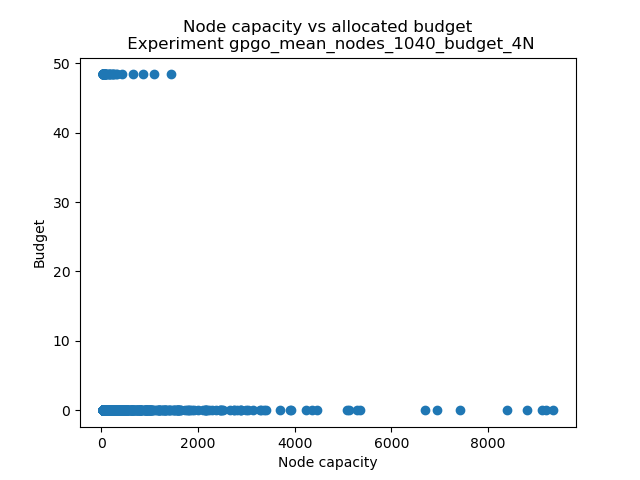 Node capacity vs allocated budget
Experiment gpgo_mean_nodes_1040_budget_4N
50
40
30
20
10
0
Budget
0 2000 4000 6000 8000
Node capacity